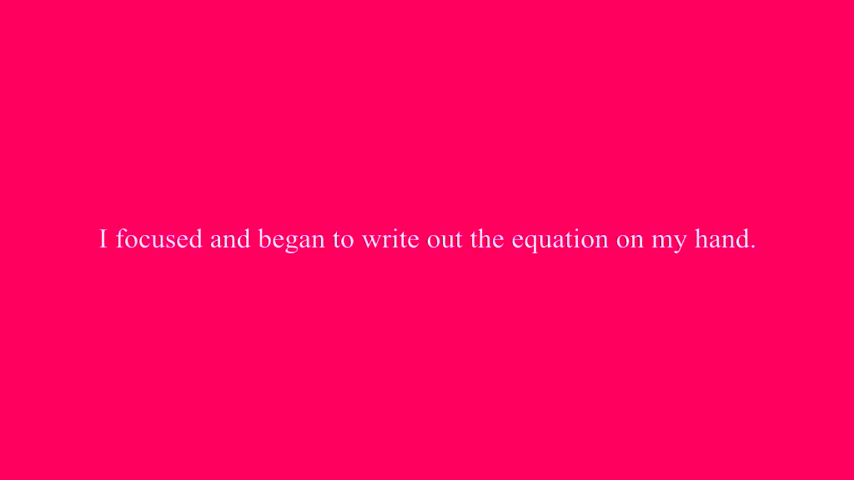 I focused and began to write out the equation on my hand.